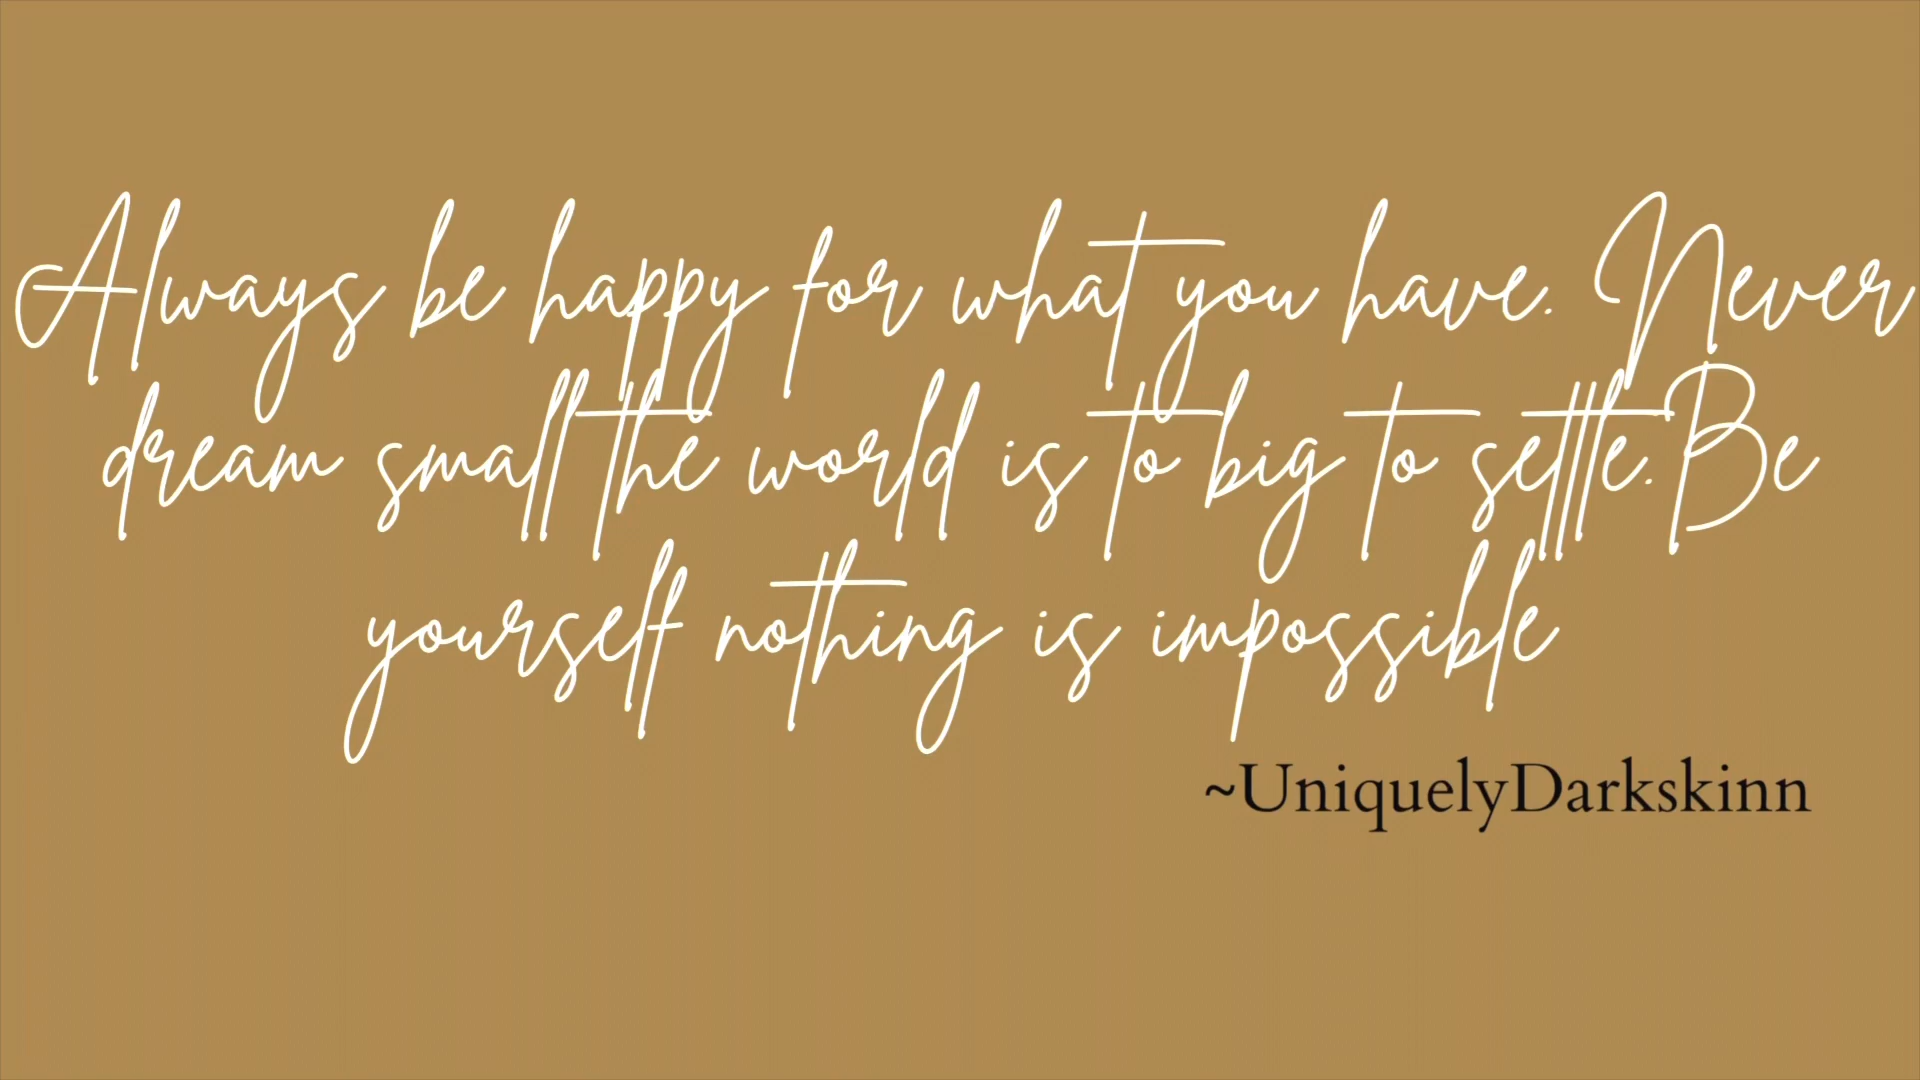 Always be happy for what you have. Never
dream small the world is to big to settle. Be
yourself nothing is impossible
~UniquelyDarkskinn